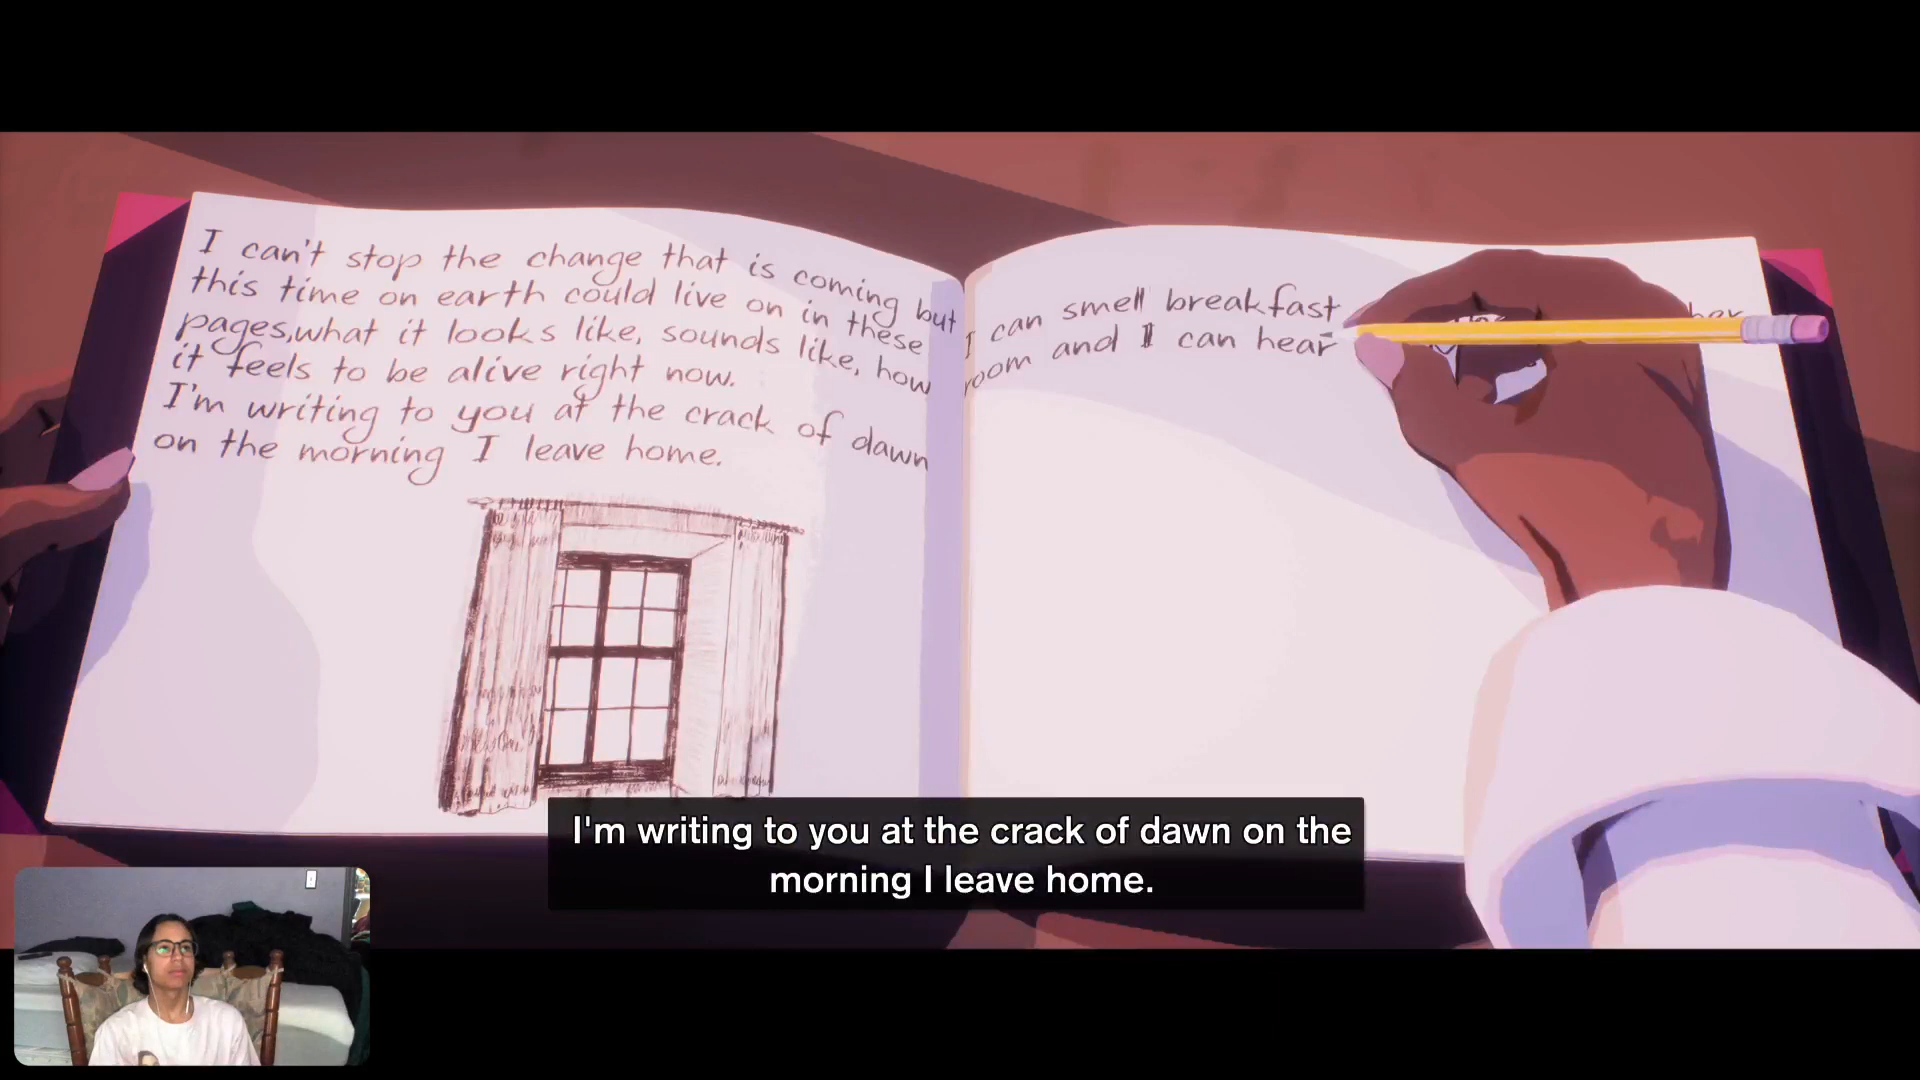 I can't stop the change that is coming but
this time on earth could live on in these
pages, what it looks like, sounds like, how
it feels to be alive right now.
I'm writing to you at the crack of dawn
on the morning I leave home.
I can smell breakfast
room and I can hear
I'm writing to you at the crack of dawn on the
morning I leave home.